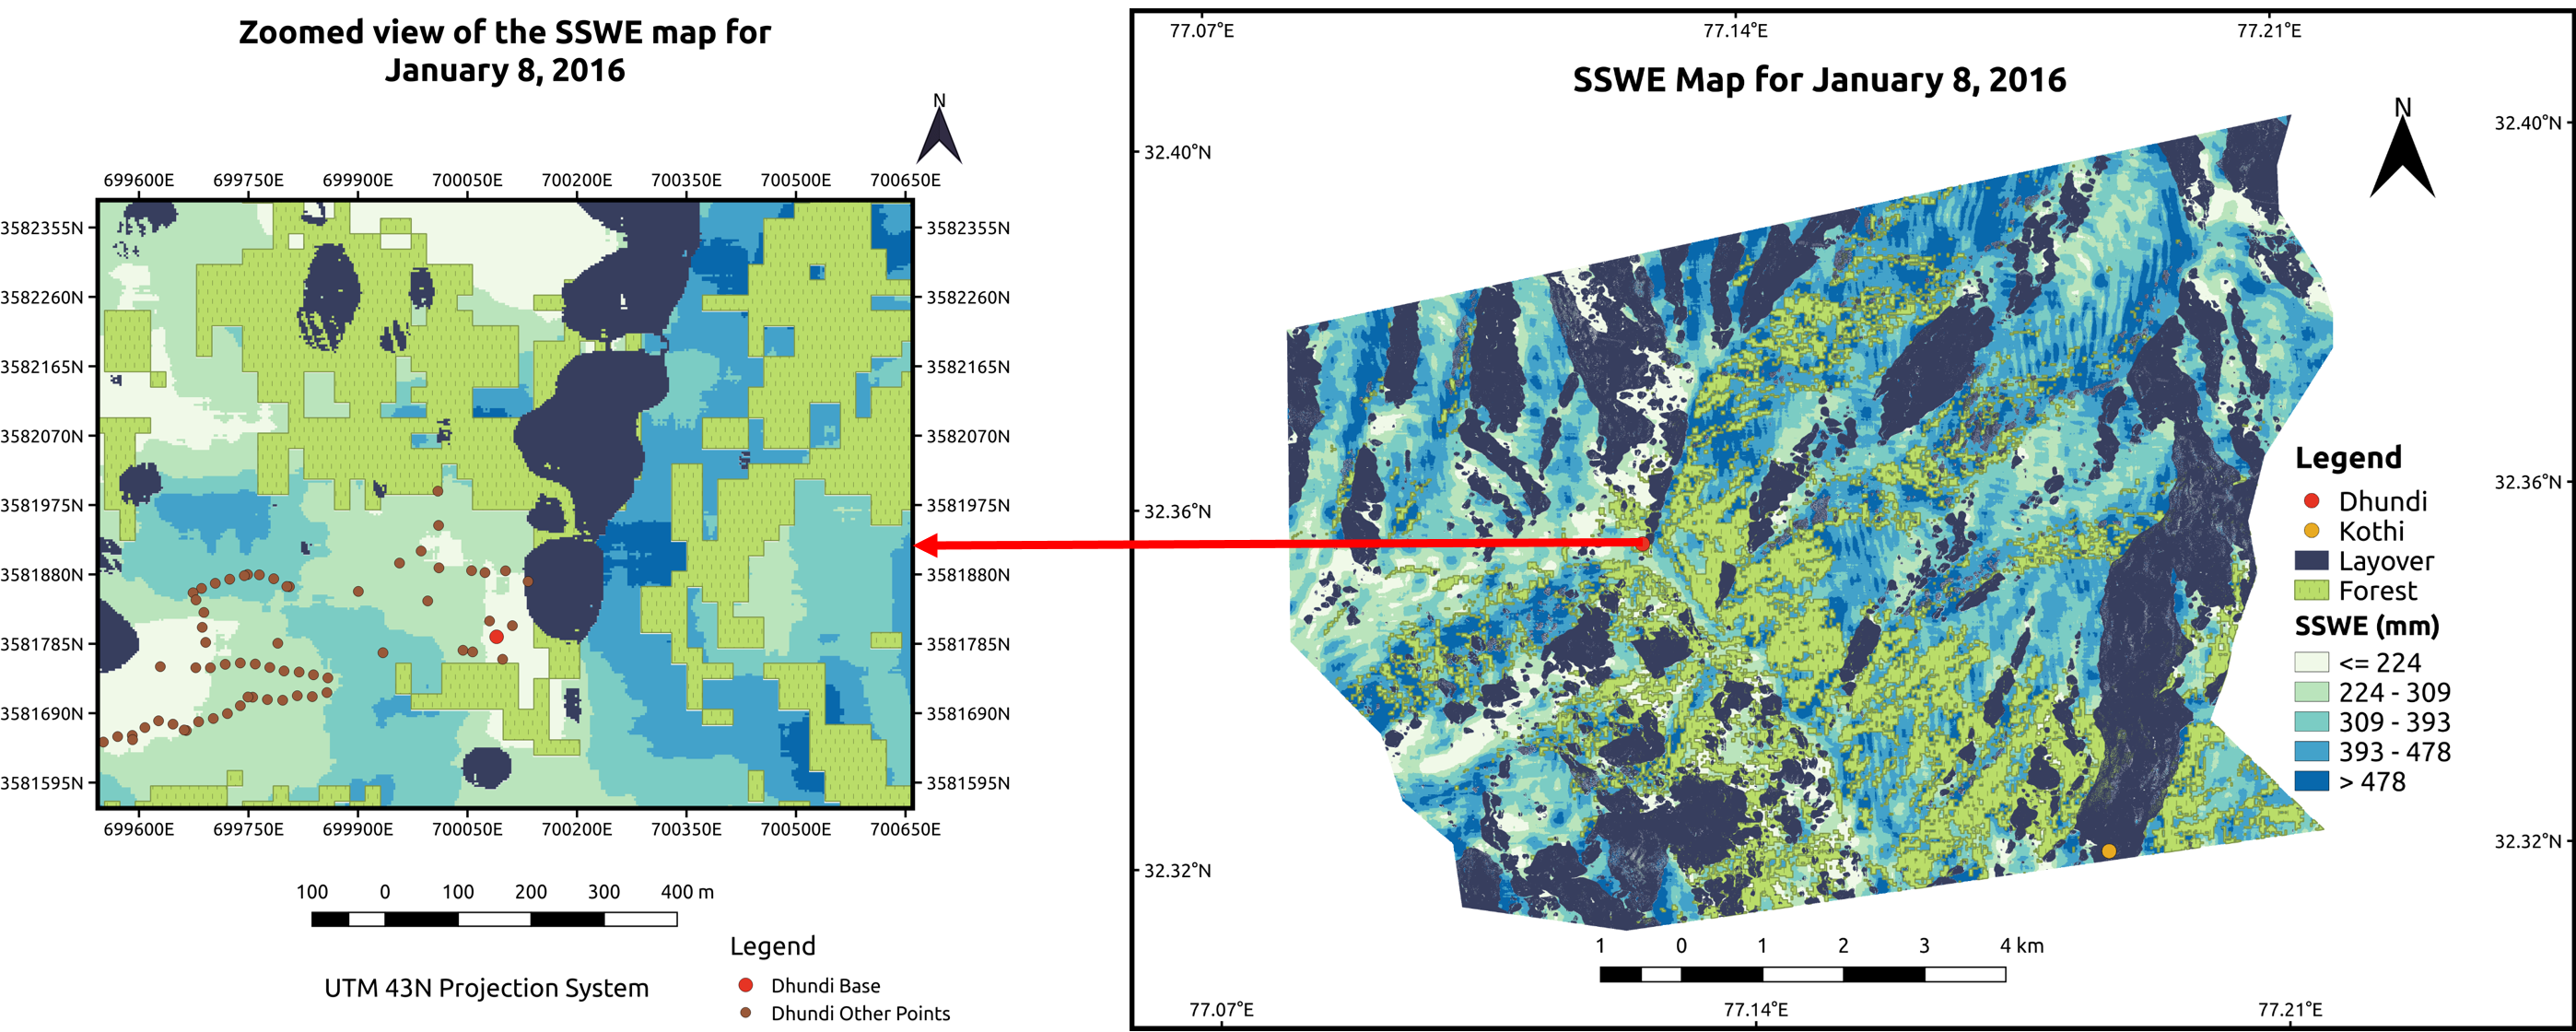 Zoomed view of the SSWE map for
January 8, 2016
N
699600E 699750E 699900E 700050E 700200E 700350E 700500E 700650E
3582355N 3582355N
3582260N 3582260N
3582165N 3582165N
3582070N 3582070N
3581975N 3581975N
3581880N 3581880N
3581785N 3581785N
3581690N 3581690N
3581595N 3581595N
699600E 699750E 699900E 700050E 700200E 700350E 700500E 700650E
100 0 100 200 300 400 m
UTM 43N Projection System
Legend
Dhundi Base
Dhundi Other Points
77.07°E 77.14°E 77.21°E
SSWE Map for January 8, 2016
N
32.40°N 32.40°N
32.36°N 32.36°N
32.32°N 32.32°N
Legend
Dhundi
Kothi
Layover
Forest
SSWE (mm)
<= 224
224 - 309
309 - 393
393 - 478
> 478
1 0 1 2 3 4 km
77.07°E 77.14°E 77.21°E